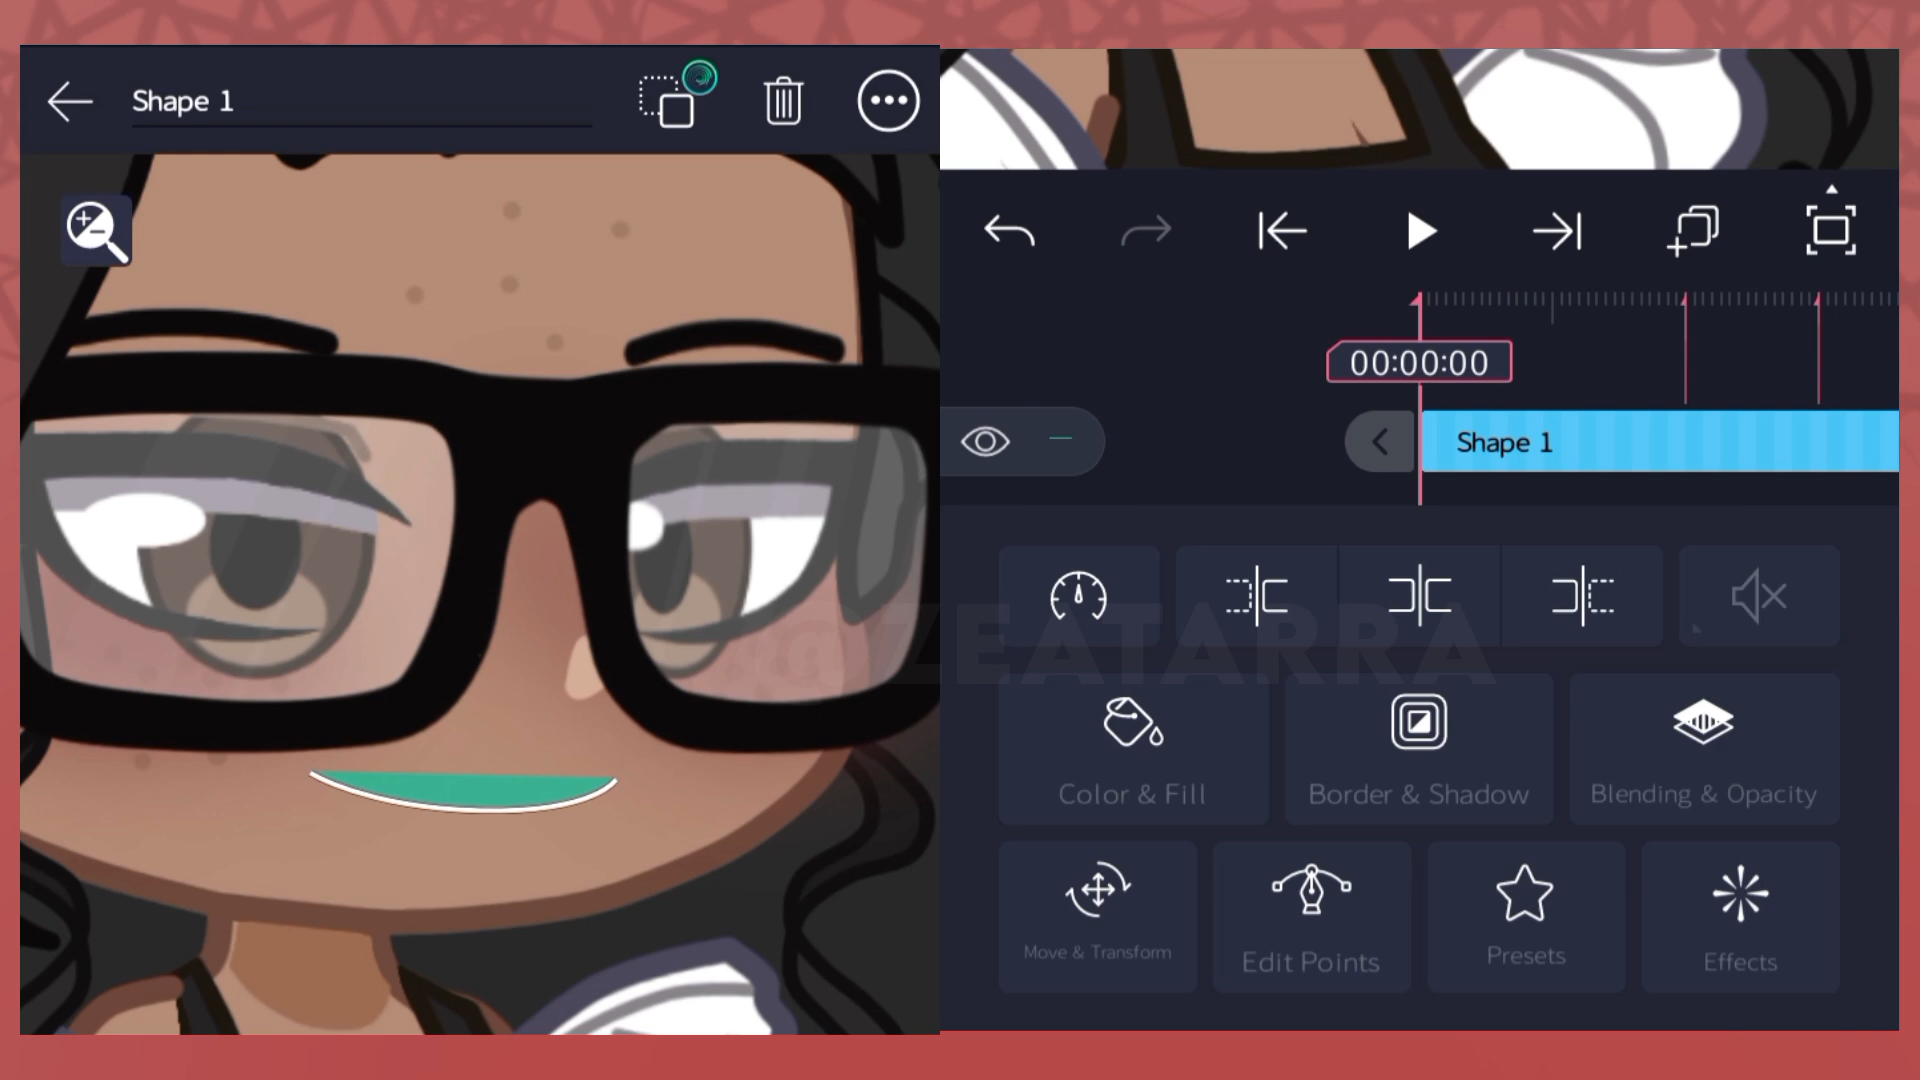 Shape 1
00:00:00
Shape 1
@ZEATARRA
Color & Fill
Border & Shadow
Blending & Opacity
Move & Transform
Edit Points
Presets
Effects